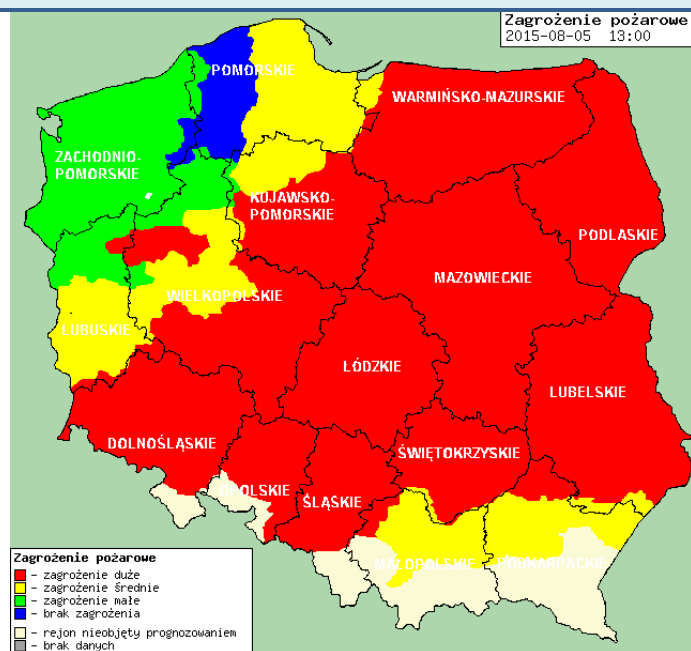 Zagrożenie pożarowe
2015-08-05 13:00
POMORSKIE
WARMIŃSKO-MAZURSKIE
ZACHODNIO-
POMORSKIE
KUJAWSKO-
POMORSKIE
PODLASKIE
MAZOWIECKIE
WIELKOPOLSKIE
LUBUSKIE
ŁÓDZKIE
LUBELSKIE
DOLNOŚLĄSKIE
ŚWIĘTOKRZYSKIE
OPOLSKIE
ŚLĄSKIE
MAŁOPOLSKIE
PODKARPACKIE
Zagrożenie pożarowe
- zagrożenie duże
- zagrożenie średnie
- zagrożenie małe
- brak zagrożenia
- rejon nieobjęty prognozowaniem
- brak danych